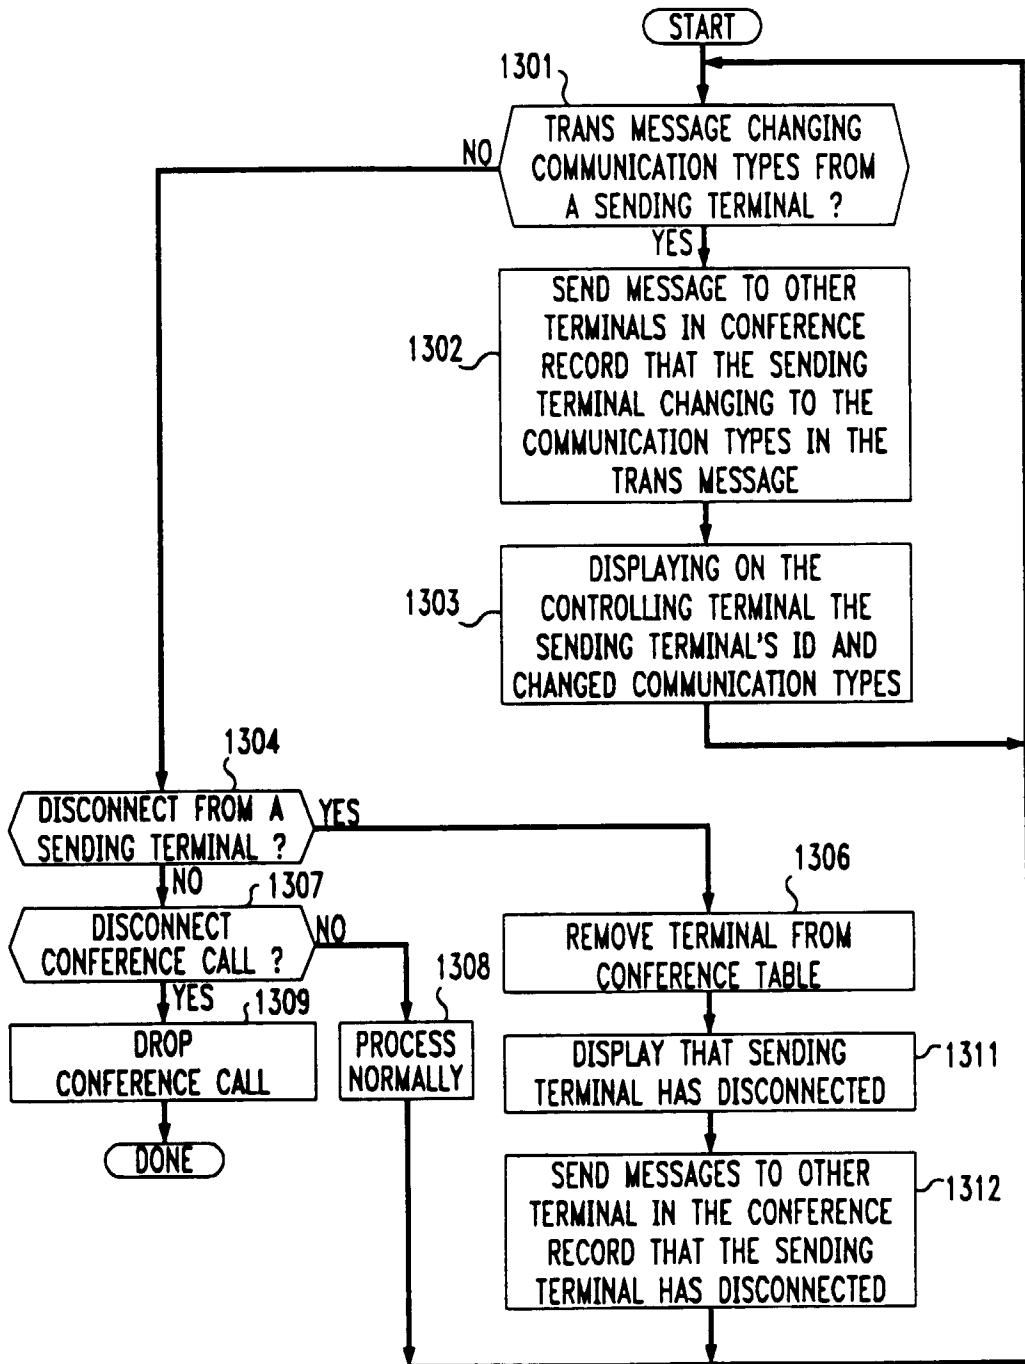 START
1301
TRANS MESSAGE CHANGING
COMMUNICATION TYPES FROM
A SENDING TERMINAL ?
NO
YES
1302
SEND MESSAGE TO OTHER
TERMINALS IN CONFERENCE
RECORD THAT THE SENDING
TERMINAL CHANGING TO THE
COMMUNICATION TYPES IN THE
TRANS MESSAGE
1303
DISPLAYING ON THE
CONTROLLING TERMINAL THE
SENDING TERMINAL'S ID AND
CHANGED COMMUNICATION TYPES
1304
DISCONNECT FROM A
SENDING TERMINAL ?
YES
NO
1307
DISCONNECT
CONFERENCE CALL ?
NO
YES
1309
DROP
CONFERENCE CALL
DONE
1308
PROCESS
NORMALLY
1306
REMOVE TERMINAL FROM
CONFERENCE TABLE
DISPLAY THAT SENDING
TERMINAL HAS DISCONNECTED
1311
SEND MESSAGES TO OTHER
TERMINAL IN THE CONFERENCE
RECORD THAT THE SENDING
TERMINAL HAS DISCONNECTED
1312